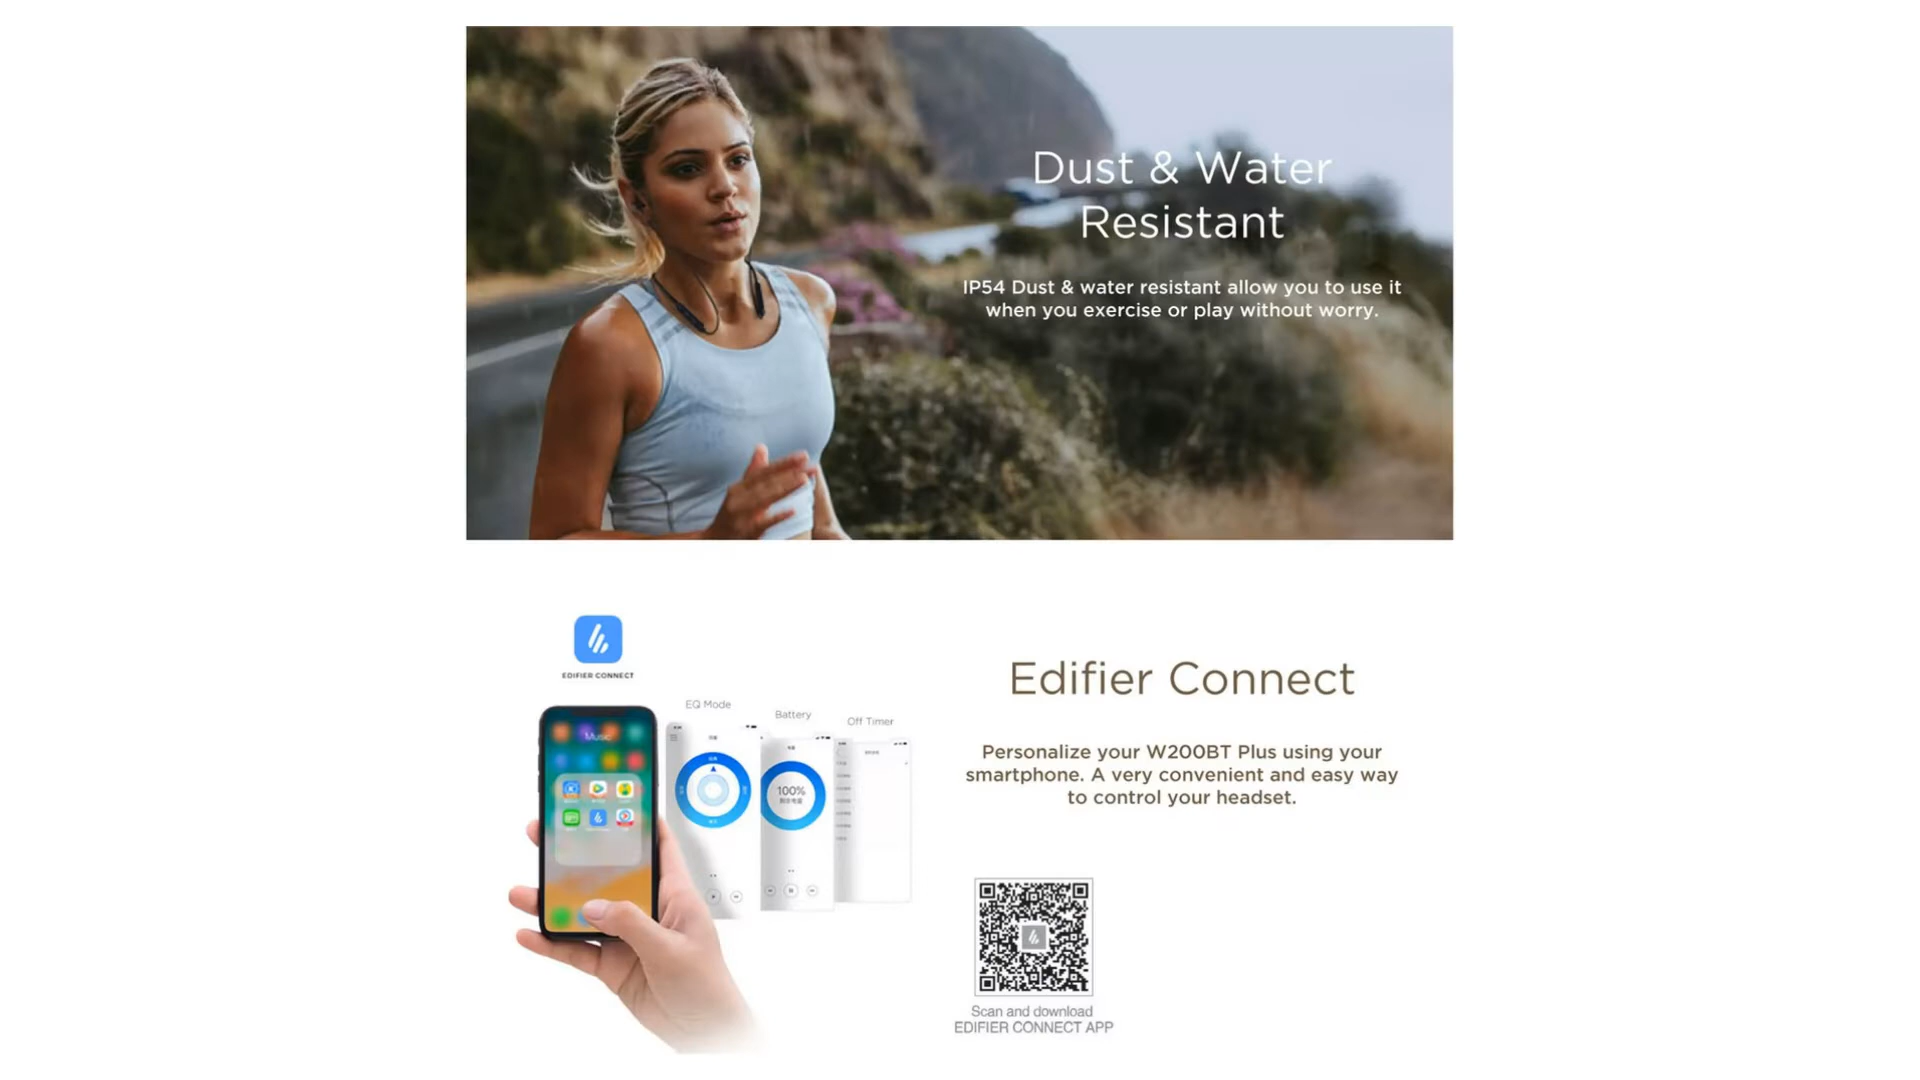 Dust & Water
Resistant
IP54 Dust & water resistant allow you to use it
when you exercise or play without worry.
EDIFIER CONNECT
Edifier Connect
Personalize your W200BT Plus using your
smartphone. A very convenient and easy way
to control your headset.
EQ Mode
Battery
Off Timer
Music
100%
Scan and download
EDIFIER CONNECT APP